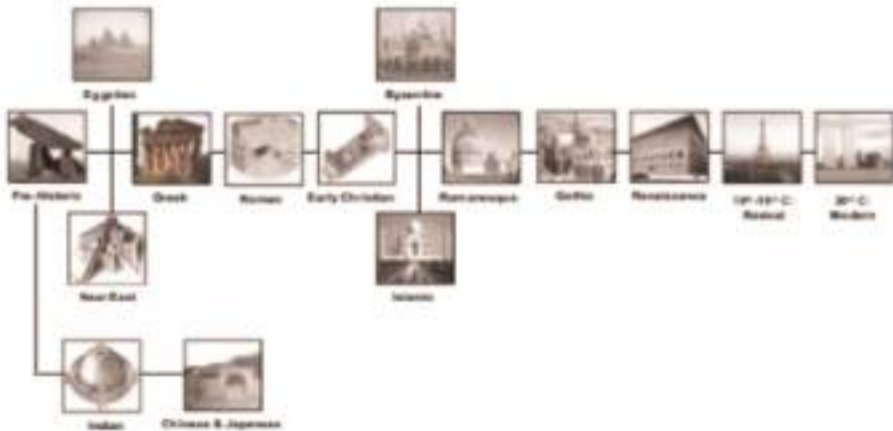 Egyptian
Byzantine
Pre-Historic
Greek
Roman
Early Christian
Romanesque
Gothic
Renaissance
Revival
20th C:
Modern
Near East
Islamic
Indian
Chinese & Japanese